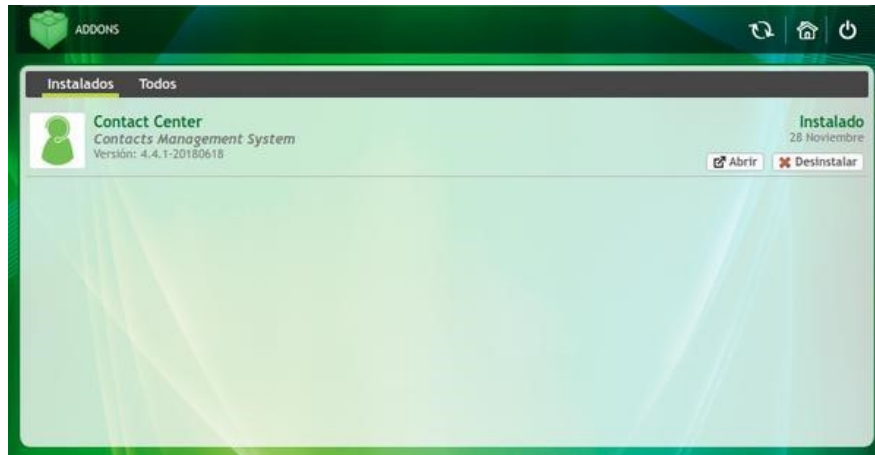 ADDONS
Instalados Todos
Contact Center
Contacts Management System
Versión: 4.4.1-20180618
Instalado
28 Noviembre
Abrir Desinstalar